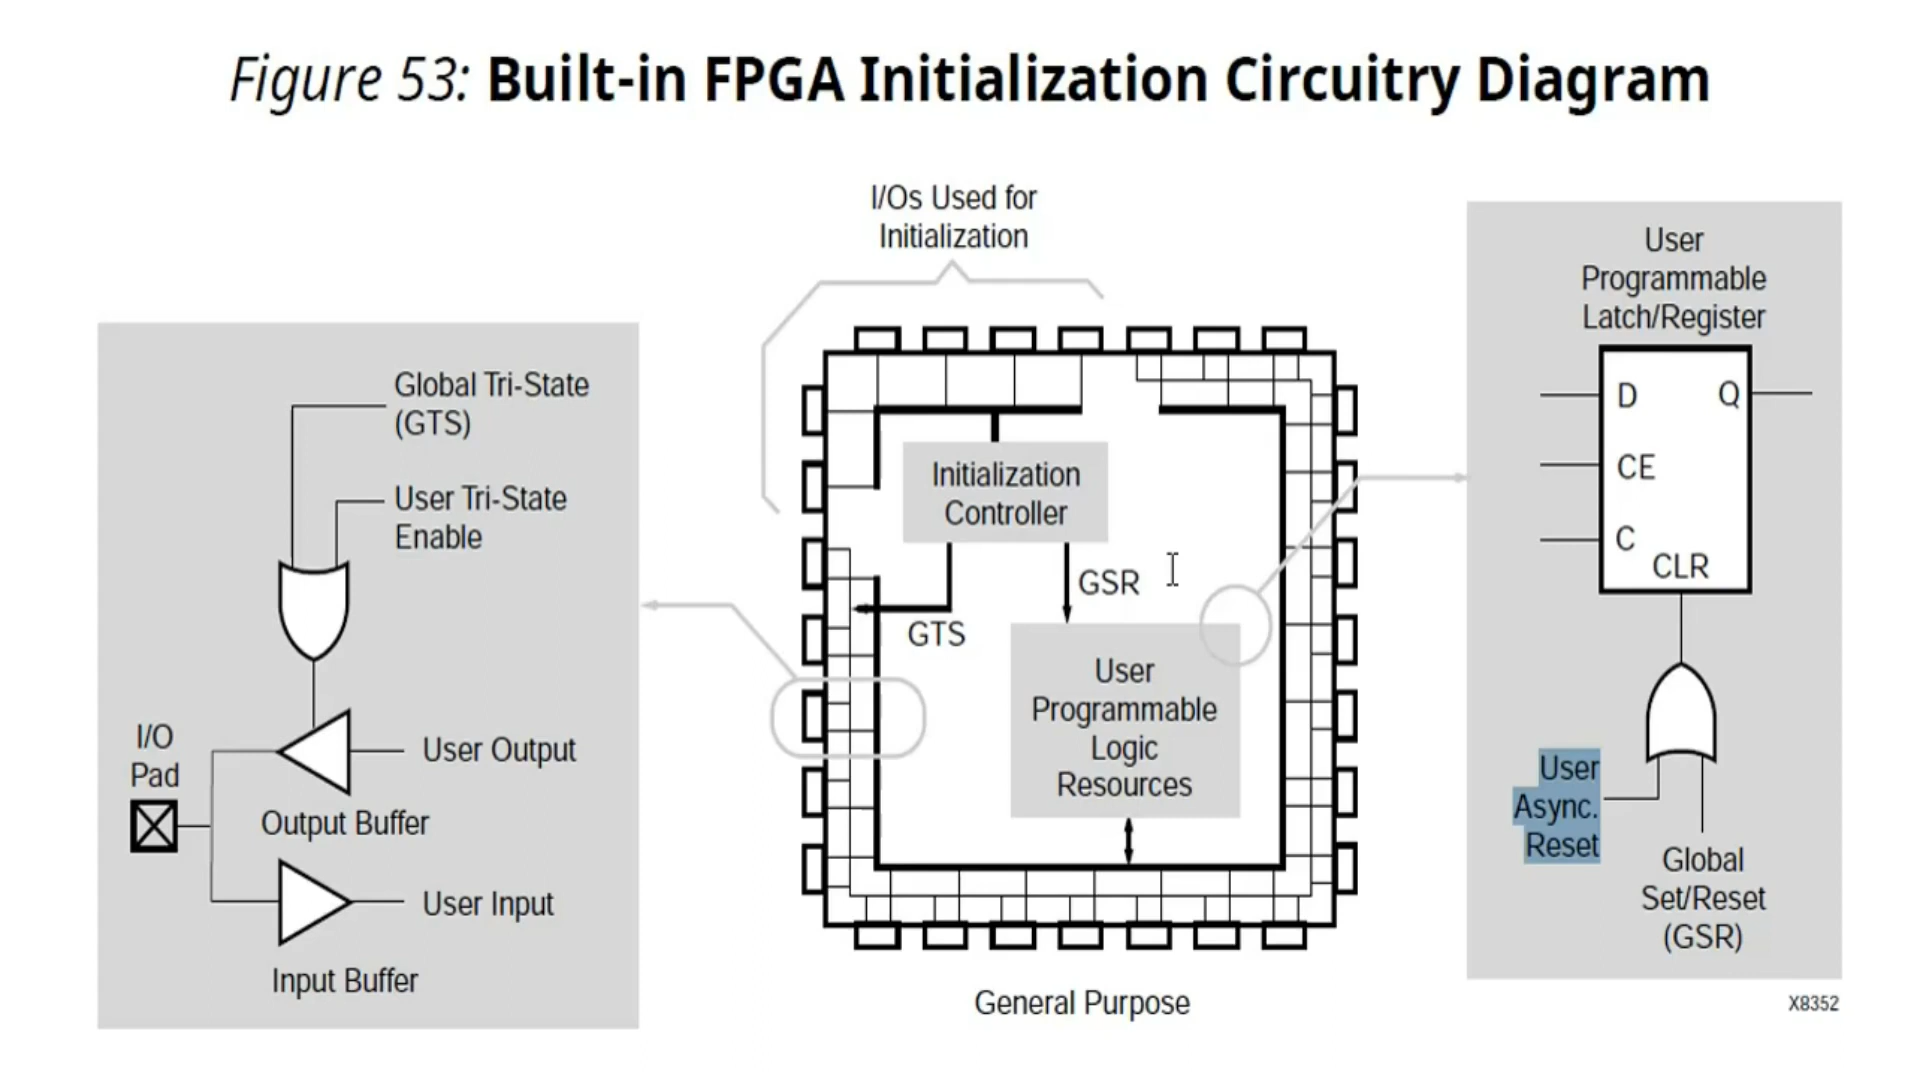 Figure 53: Built-in FPGA Initialization Circuitry Diagram
I/Os Used for
Initialization
Global Tri-State
(GTS)
User Tri-State
Enable
I/O
Pad
User Output
Output Buffer
User Input
Input Buffer
Initialization
Controller
GSR
GTS
User
Programmable
Logic
Resources
General Purpose
User
Programmable
Latch/Register
D
Q
CE
C
CLR
User
Async.
Reset
Global
Set/Reset
(GSR)
X8352